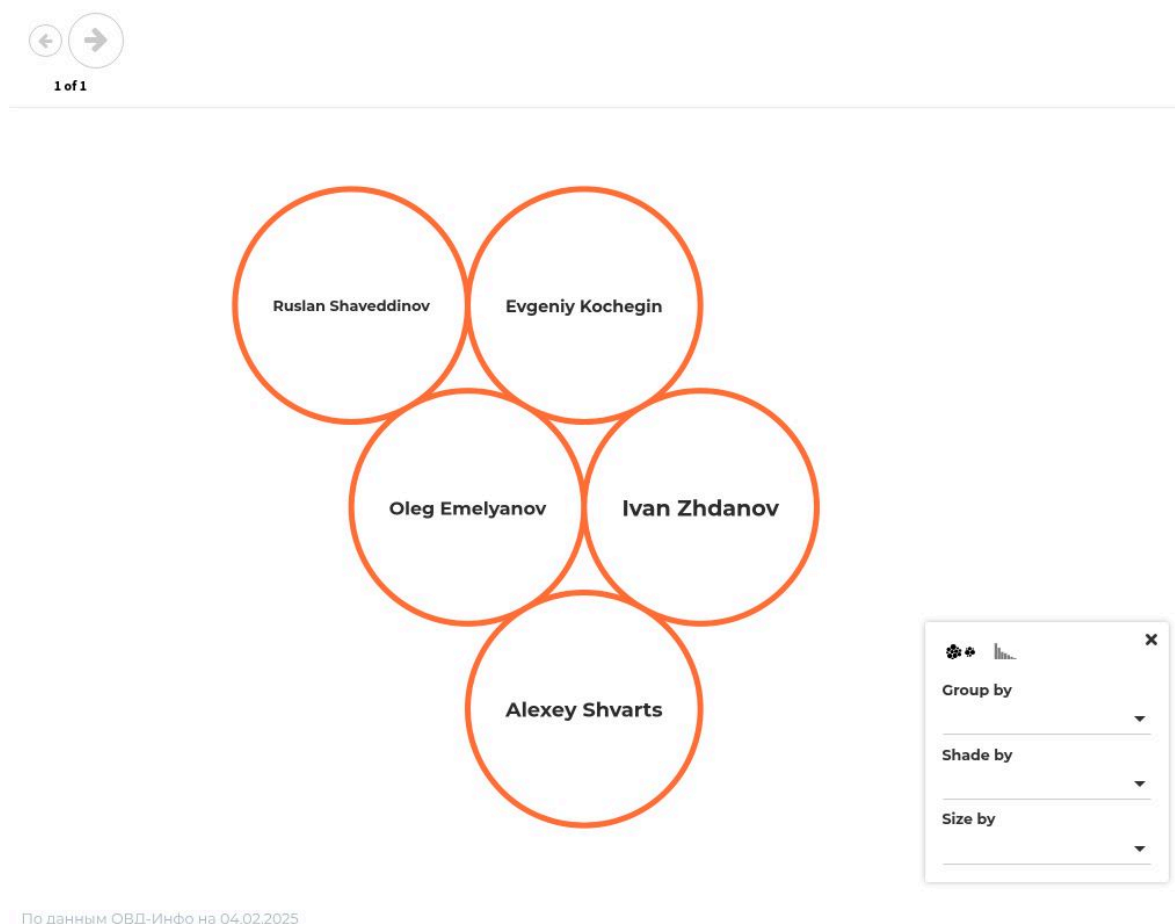 1 of 1
Ruslan Shaveddinov
Evgeniy Kochegin
Oleg Emelyanov
Ivan Zhdanov
Alexey Shvarts
Group by
Shade by
Size by
По данным ОВД-Инфо на 04.02.2025